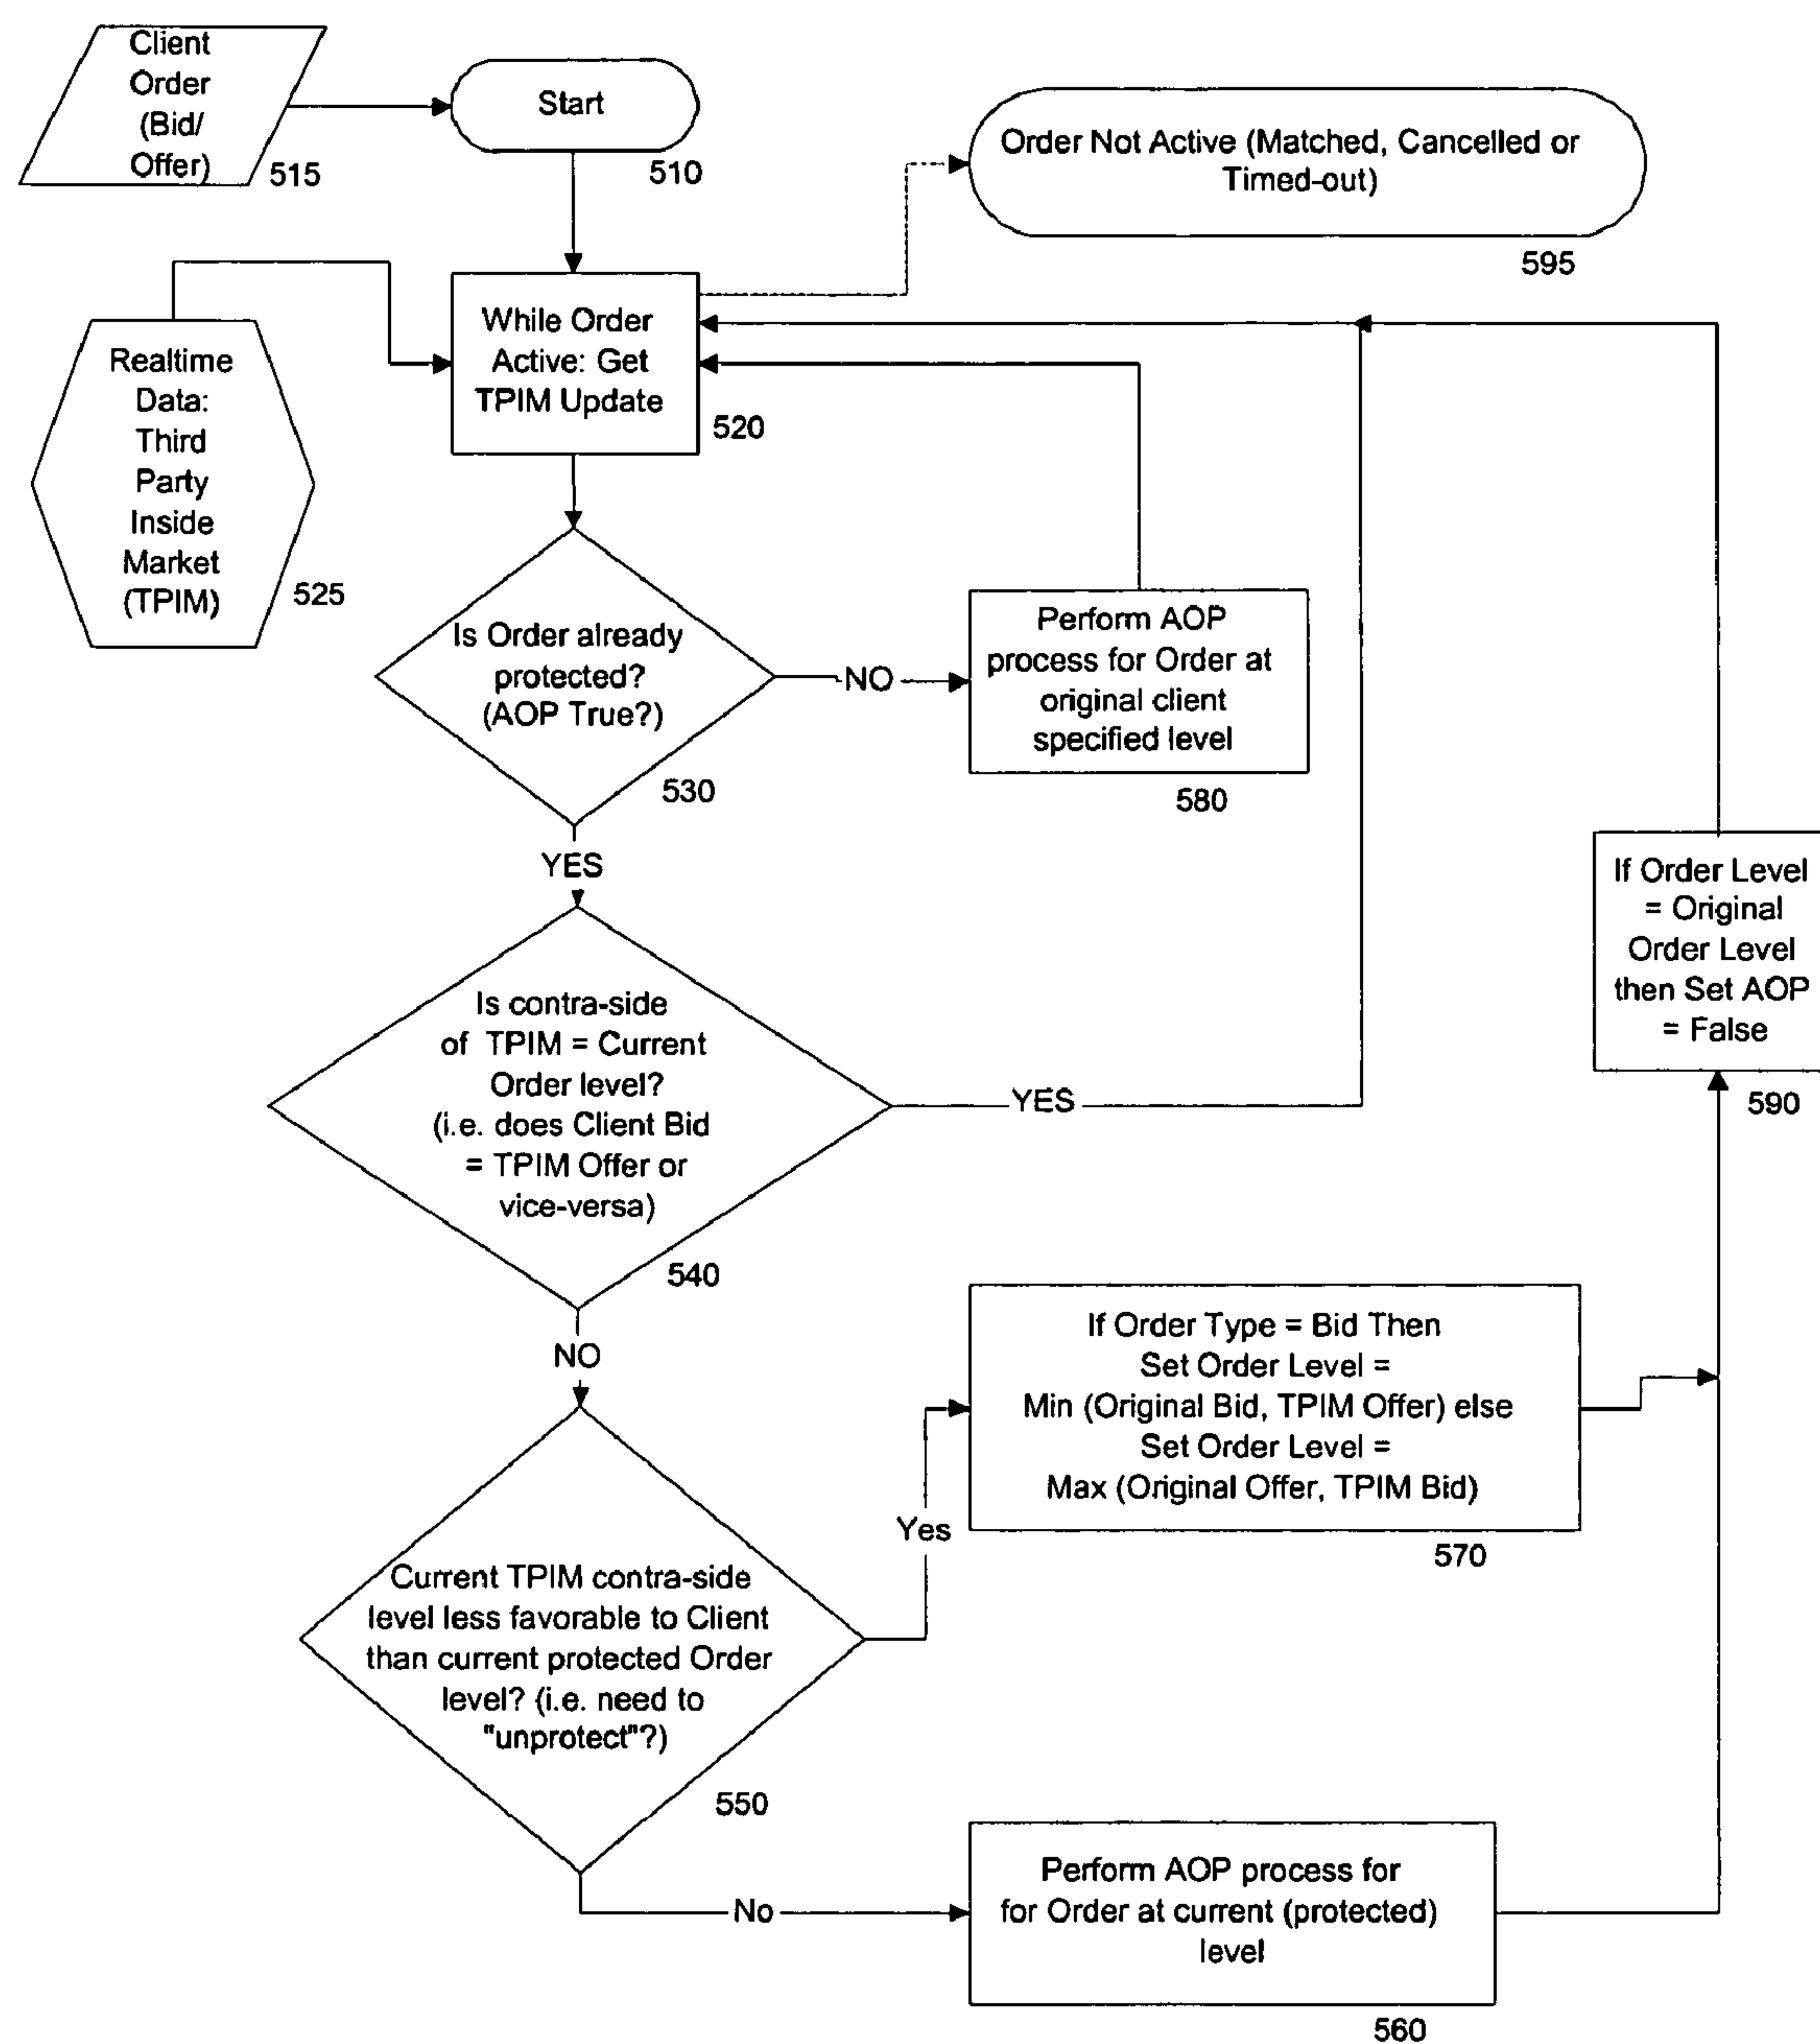 Client
Order
(Bid/
Offer)
515
Start
510
Order Not Active (Matched, Cancelled or
Timed-out)
595
While Order
Active: Get
TPIM Update
520
Realtime
Data:
Third
Party
Inside
Market
(TPIM)
525
Is Order already
protected?
(AOP True?)
530
NO
Perform AOP
process for Order at
original client
specified level
580
YES
If Order Level
= Original
Order Level
then Set AOP
= False
590
Is contra-side
of TPIM = Current
Order level?
(i.e. does Client Bid
= TPIM Offer or
vice-versa)
540
YES
NO
If Order Type = Bid Then
Set Order Level =
Min (Original Bid, TPIM Offer) else
Set Order Level =
Max (Original Offer, TPIM Bid)
570
Yes
Current TPIM contra-side
level less favorable to Client
than current protected Order
level? (i.e. need to
"unprotect"?)
550
No
Perform AOP process for
for Order at current (protected)
level
560